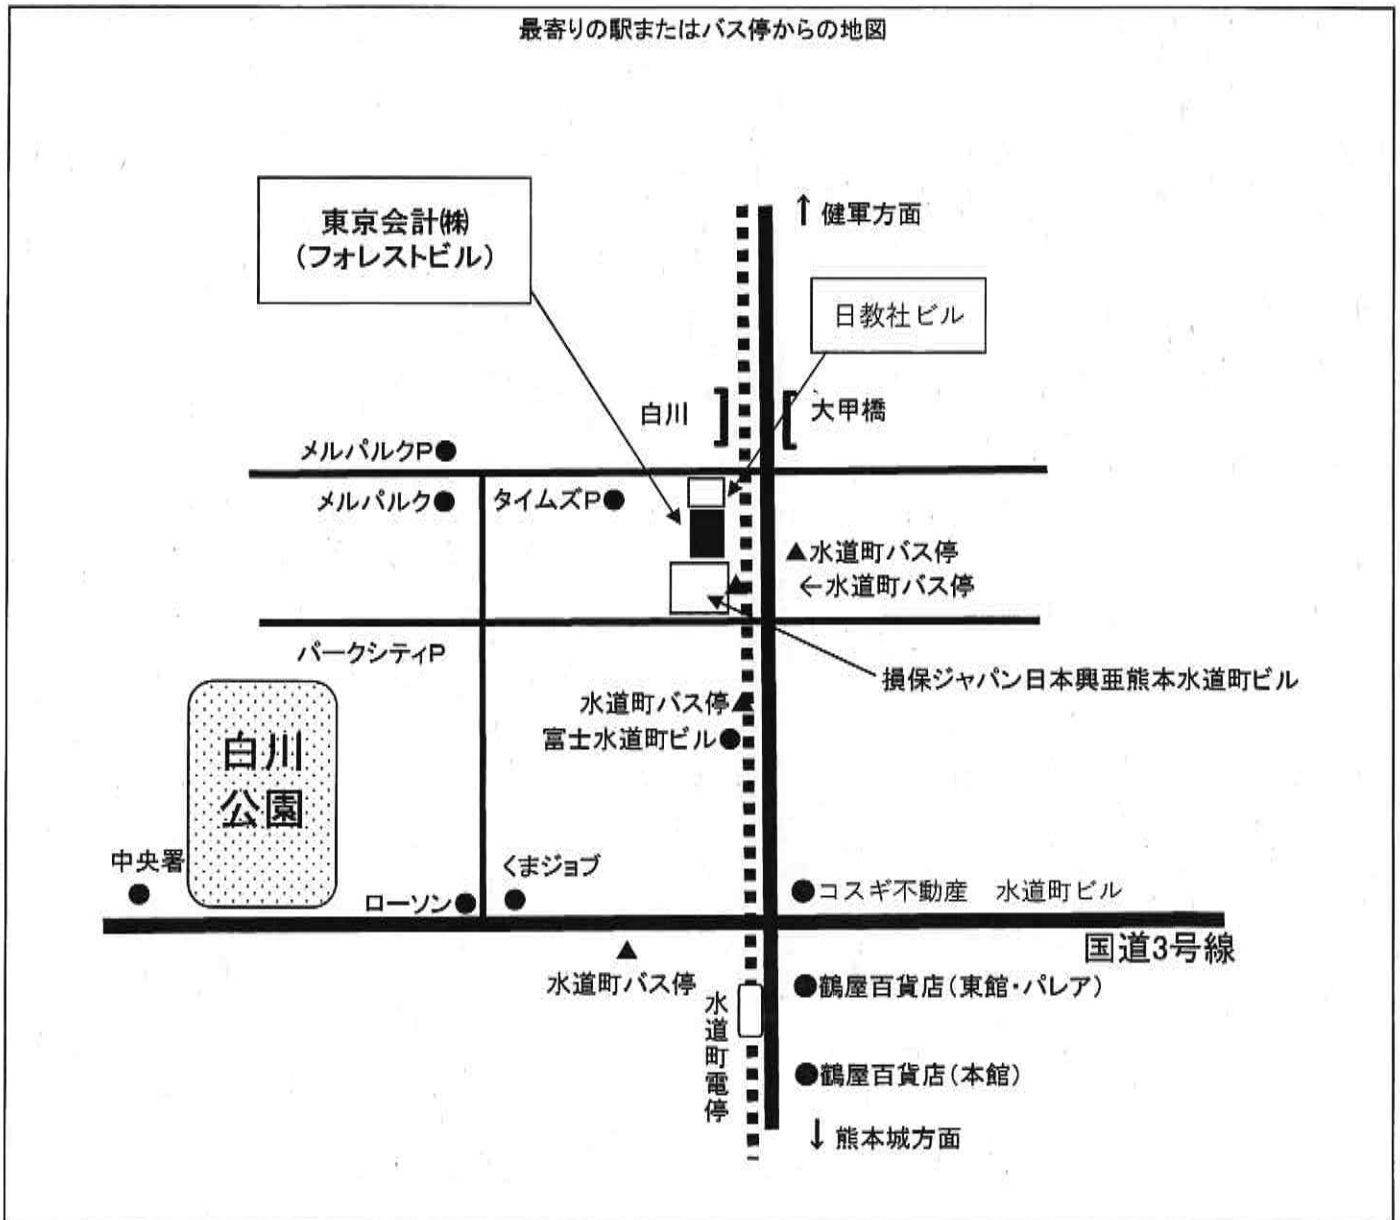 最寄りの駅またはバス停からの地図
↑ 健軍方面
東京会計㈱
(フォレストビル)
日教社ビル
白川
大甲橋
メルパルクP●
メルパルク●
タイムズP●
▲水道町バス停
←水道町バス停
パークシティP
損保ジャパン日本興亜熊本水道町ビル
水道町バス停▲
富士水道町ビル●
白川
公園
中央署
●
くまジョブ
●
ローソン●
●コスギ不動産 水道町ビル
国道3号線
▲
水道町バス停
水道町電停
●鶴屋百貨店(東館・パレア)
●鶴屋百貨店(本館)
↓ 熊本城方面